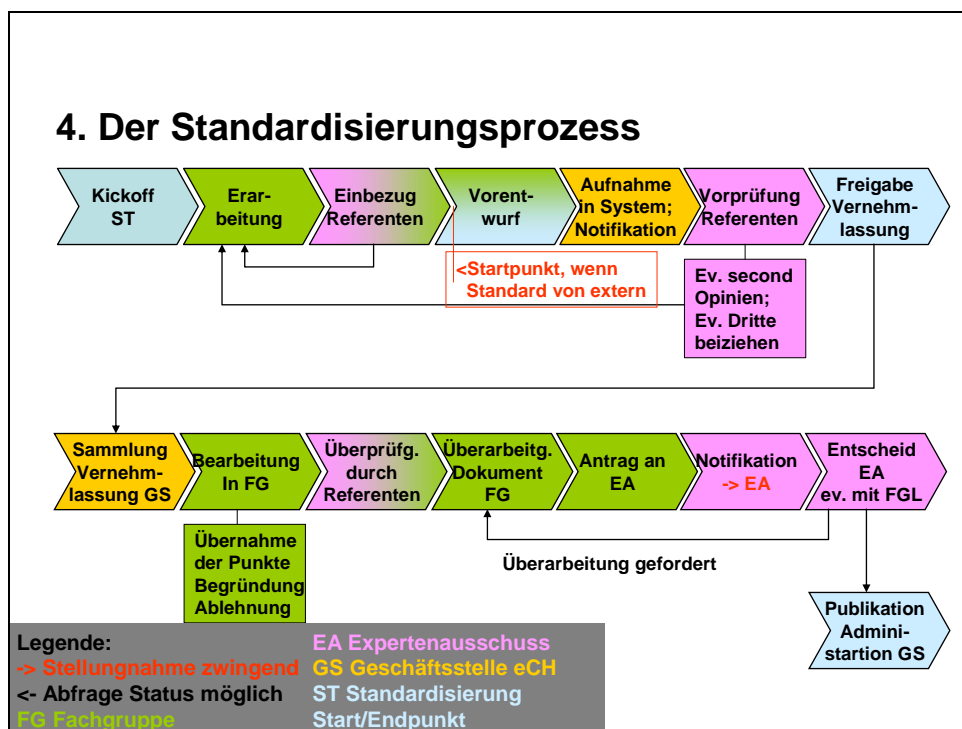 4. Der Standardisierungsprozess
Kickoff
ST
Erar-
beitung
Einbezug
Referenten
Vorent-
wurf
Aufnahme
in System;
Notifikation
Vorprüfung
Referenten
Freigabe
Vernehm-
lassung
<Startpunkt, wenn
Standard von extern
Ev. second
Opinien;
Ev. Dritte
beiziehen
Sammlung
Vernehm-
lassung GS
Bearbeitung
In FG
Überprüfg.
durch
Referenten
Überarbeitg.
Dokument
FG
Antrag an
EA
Notifikation
-> EA
Entscheid
EA
ev. mit FGL
Übernahme
der Punkte
Begründung
Ablehnung
Überarbeitung gefordert
Publikation
Admini-
startion GS
Legende:
-> Stellungnahme zwingend
<- Abfrage Status möglich
FG Fachgruppe
EA Expertenausschuss
GS Geschäftsstelle eCH
ST Standardisierung
Start/Endpunkt